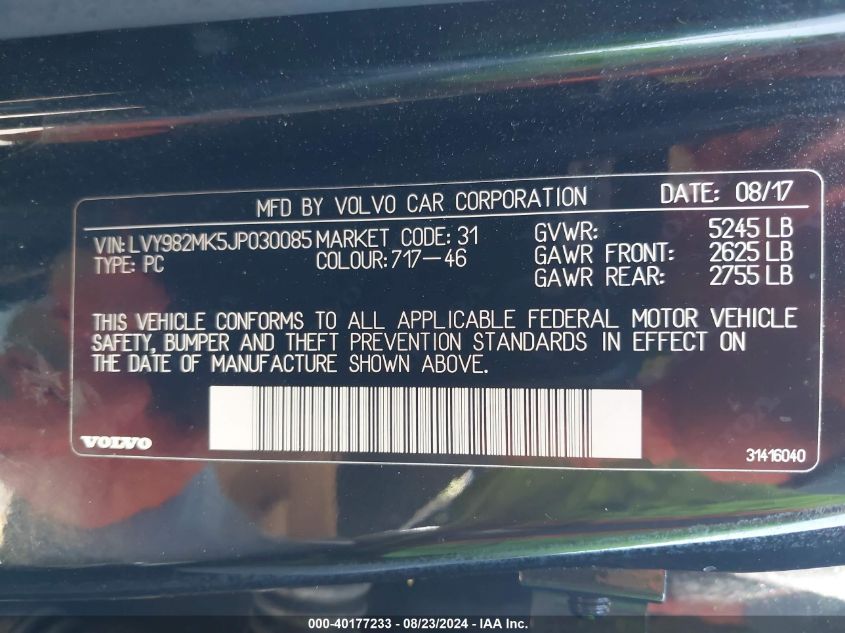 MFD BY VOLVO CAR CORPORATION DATE: 08/17
VIN: LVY982MK5JP030085 MARKET CODE: 31 GVWR: 5245 LB
TYPE: PC COLOUR: 717-46 GAWR FRONT: 2625 LB
GAWR REAR: 2755 LB
THIS VEHICLE CONFORMS TO ALL APPLICABLE FEDERAL MOTOR VEHICLE
SAFETY, BUMPER AND THEFT PREVENTION STANDARDS IN EFFECT ON
THE DATE OF MANUFACTURE SHOWN ABOVE.
VOLVO
31416040
000-40177233 - 08/23/2024 - IAA Inc.